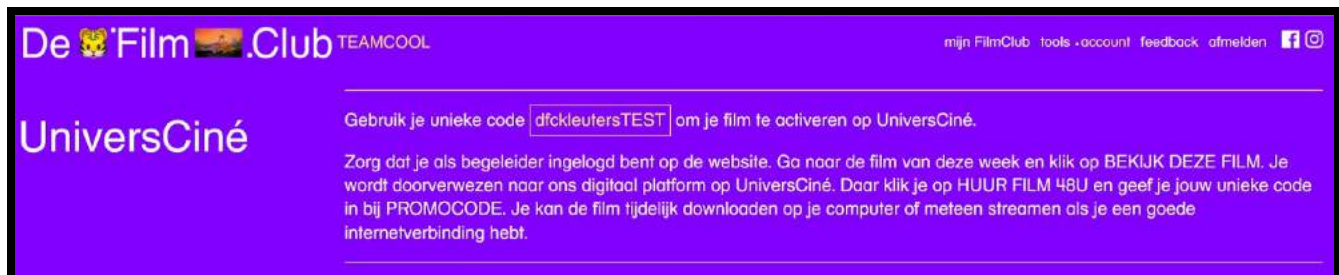 De Film .Club TEAMCOOL
mijn FilmClub tools account feedback afmelden
UniversCiné
Gebruik je unieke code dfckleutersTEST om je film te activeren op UniversCiné.
Zorg dat je als begeleider ingelogd bent op de website. Ga naar de film van deze week en klik op BEKIJK DEZE FILM. Je
wordt doorverwezen naar ons digitaal platform op UniversCiné. Daar klik je op HUUR FILM 48U en geef je jouw unieke code
in bij PROMOCODE. Je kan de film tijdelijk downloaden op je computer of meteen streamen als je een goede
internetverbinding hebt.